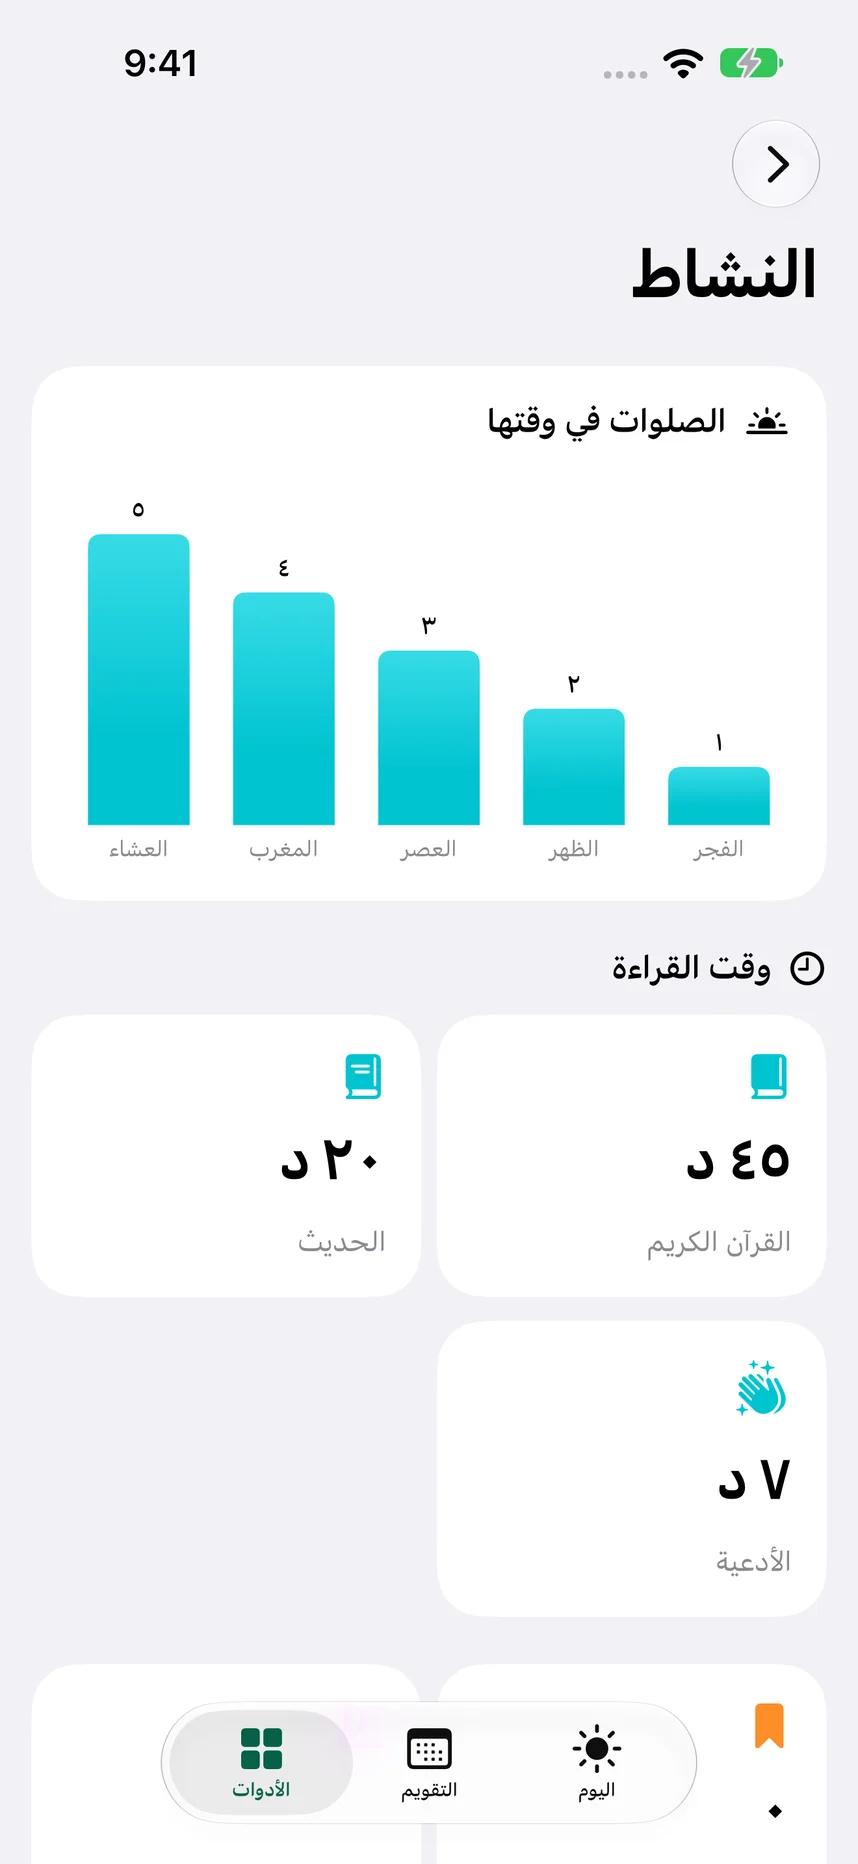 9:41
النشاط
الصلوات في وقتها
١
٢
٣
٤
٥
الفجر
الظهر
العصر
المغرب
العشاء
وقت القراءة
٤٥ د
القرآن الكريم
٢٠ د
الحديث
٧ د
الأدعية
٠
اليوم
التقويم
الأدوات